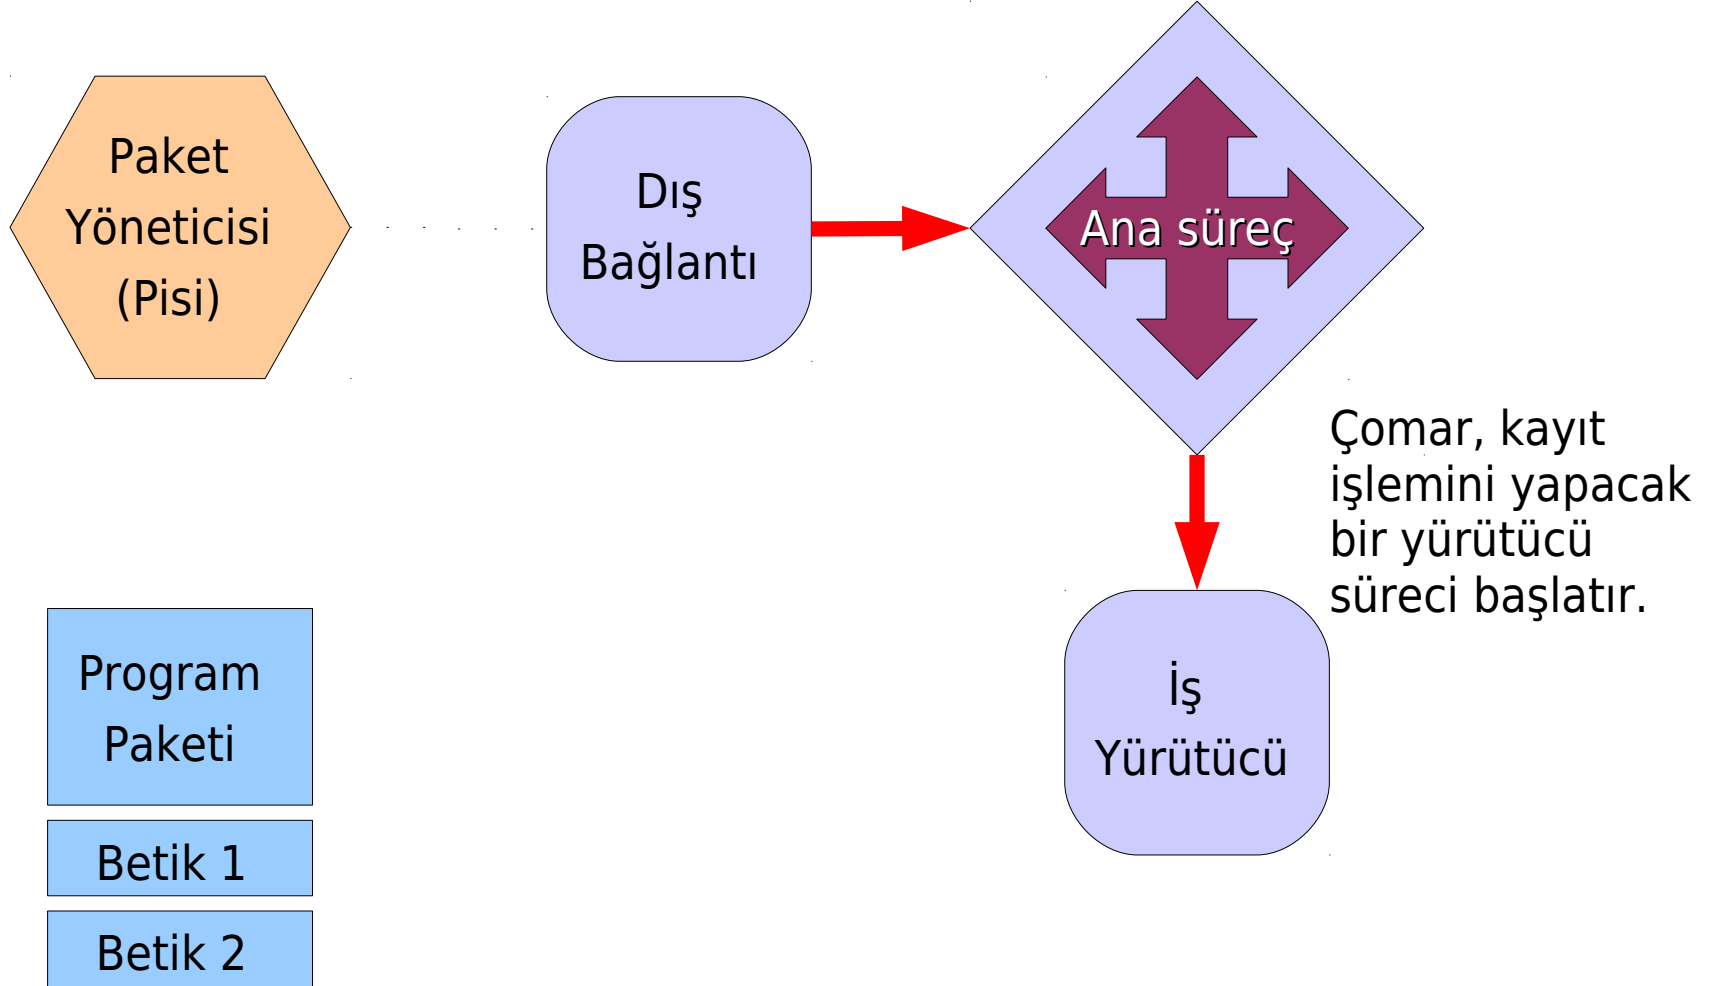 Paket
Yöneticisi
(Pisi)
Dış
Bağlantı
Ana süreç
Çomar, kayıt
işlemini yapacak
bir yürütücü
süreci başlatır.
İş
Yürütücü
Program
Paketi
Betik 1
Betik 2